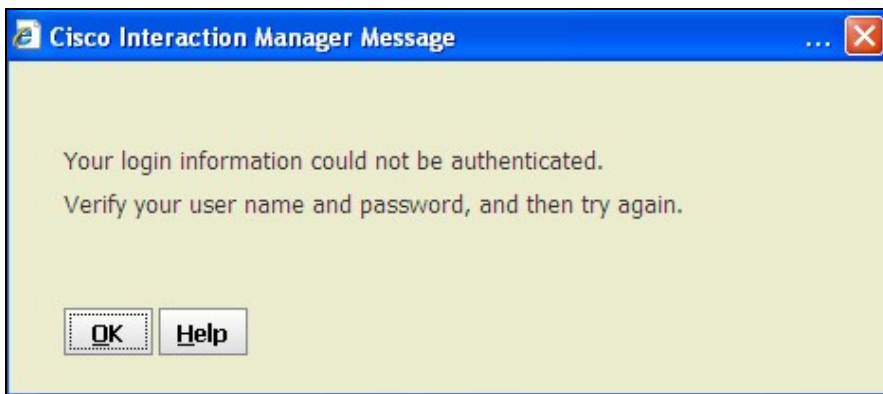 Cisco Interaction Manager Message ...
Your login information could not be authenticated.
Verify your user name and password, and then try again.
OK Help